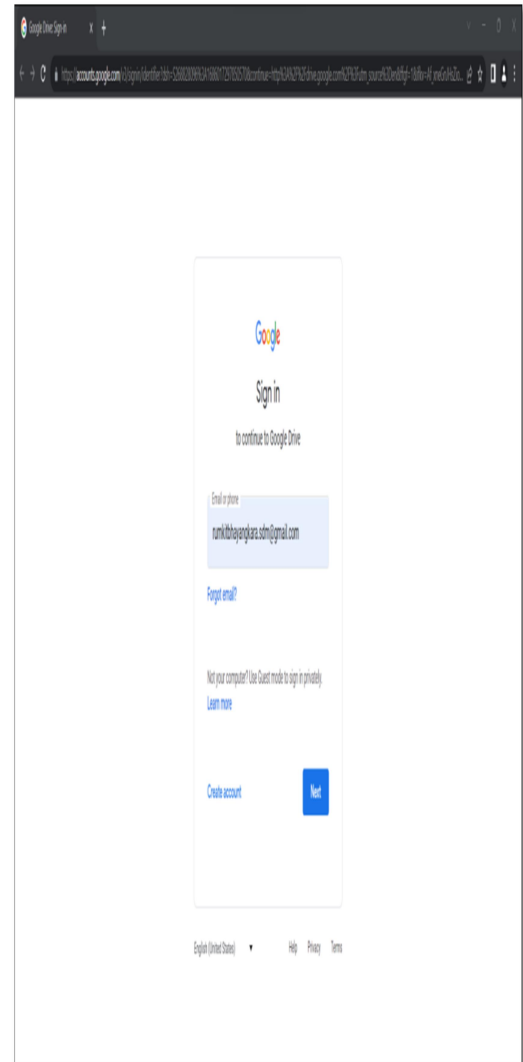 Google Drive: Sign-in
Google
Sign in
to continue to Google Drive
Email or phone
rumkitbhayangkara.sdm@gmail.com
Forgot email?
Not your computer? Use Guest mode to sign in privately.
Learn more
Create account
Next
English (United States)
Help
Privacy
Terms